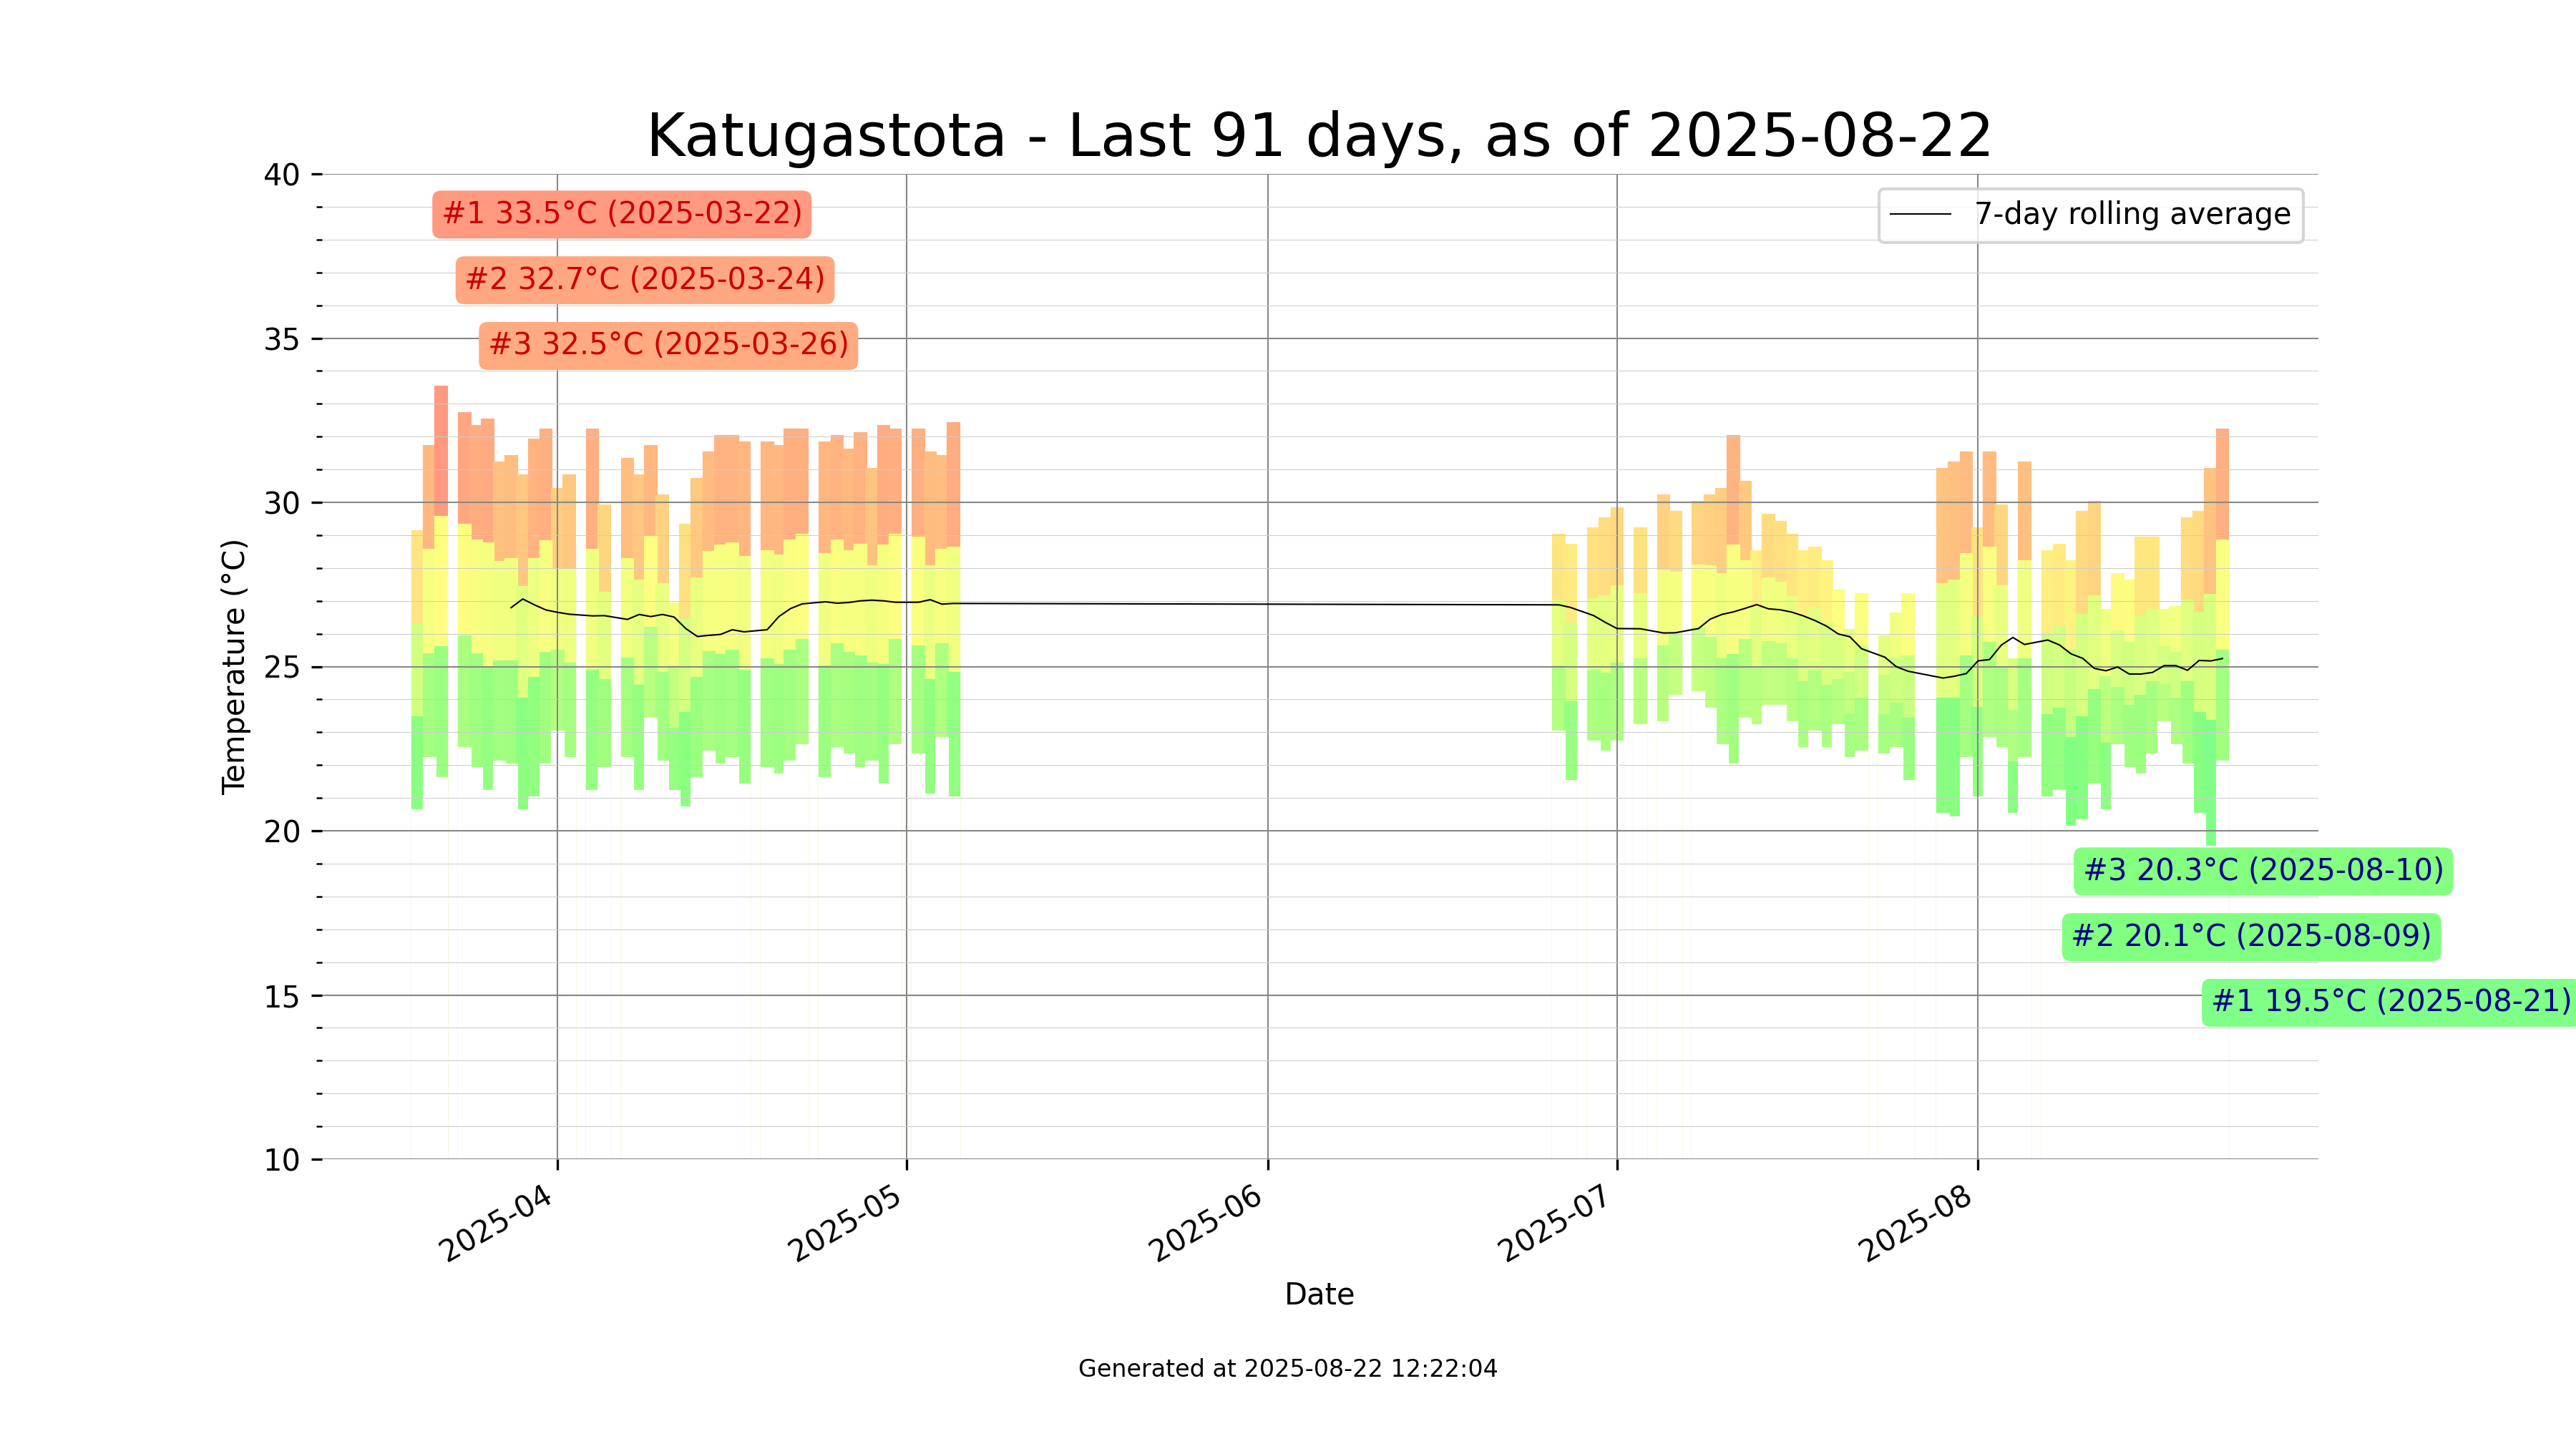 Katugastota - Last 91 days, as of 2025-08-22
40
35
30
25
20
15
10
Temperature (°C)
#1 33.5°C (2025-03-22)
#2 32.7°C (2025-03-24)
#3 32.5°C (2025-03-26)
7-day rolling average
#3 20.3°C (2025-08-10)
#2 20.1°C (2025-08-09)
#1 19.5°C (2025-08-21)
2025-04
2025-05
2025-06
2025-07
2025-08
Date
Generated at 2025-08-22 12:22:04